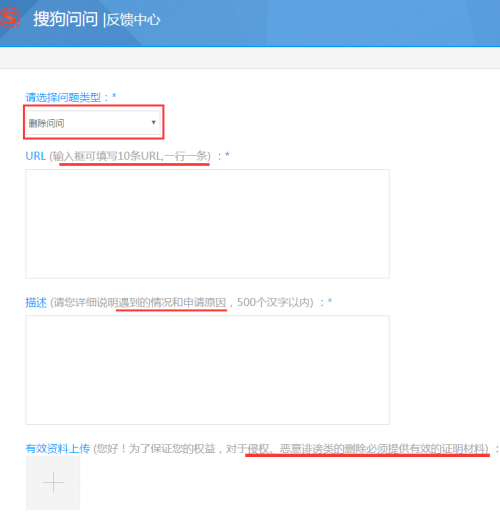 搜狗问问 |反馈中心
请选择问题类型：*
删除问问
URL (输入框可填写10条URL,一行一条) ：*
描述 (请您详细说明遇到的情况和申请原因，500个汉字以内) ：*
有效资料上传 (您好！为了保证您的权益，对于侵权、恶意诽谤类的删除必须提供有效的证明材料) ：